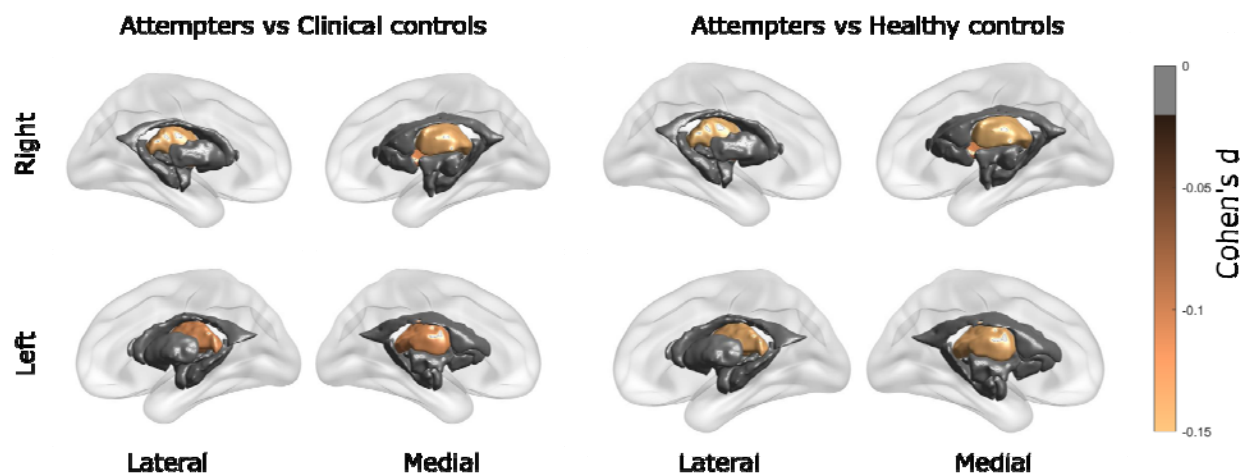 Attempters vs Clinical controls
Attempters vs Healthy controls
Right
Left
Lateral
Medial
Lateral
Medial
0
-0.05
-0.1
-0.15
Cohen's d